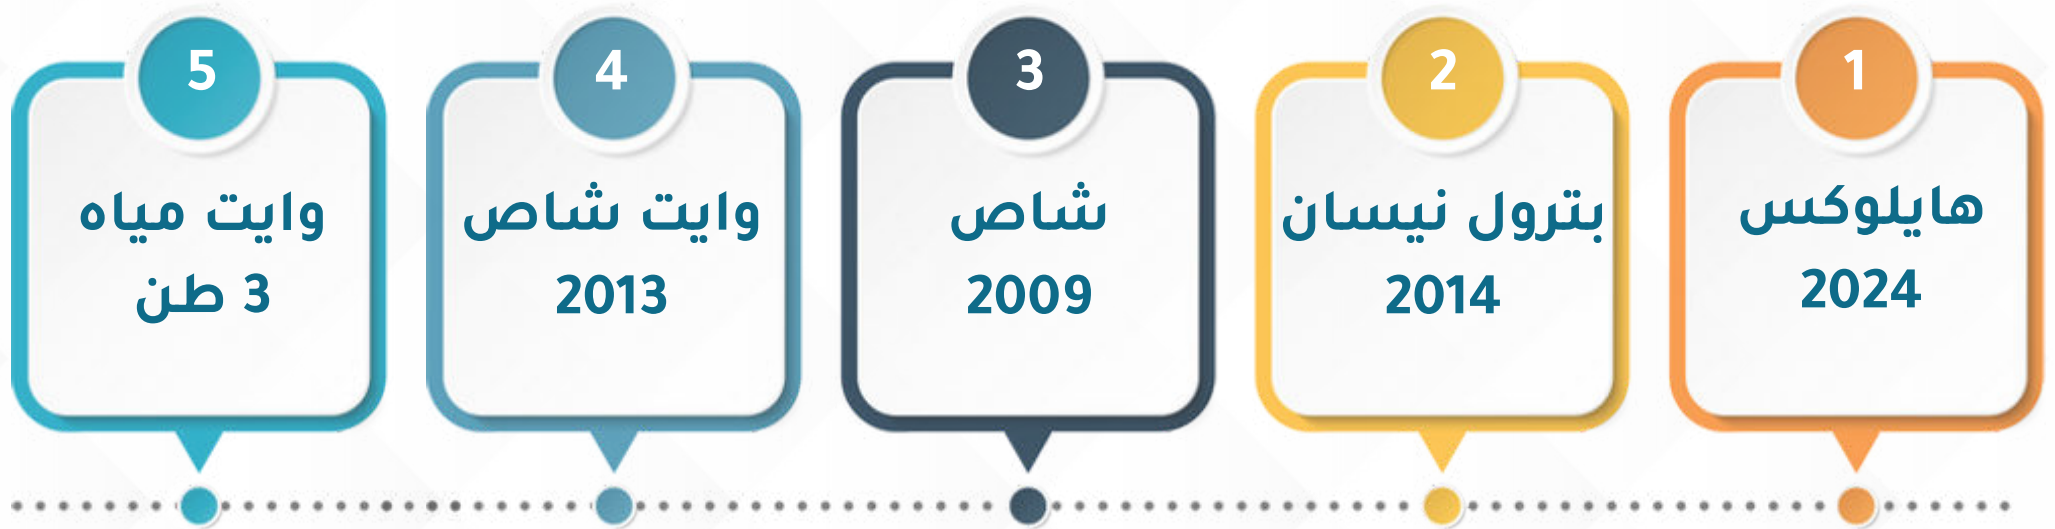 1
هايلوكس
2024
2
بترول نيسان
2014
3
شاص
2009
4
وايت شاص
2013
5
وايت مياه
3 طن